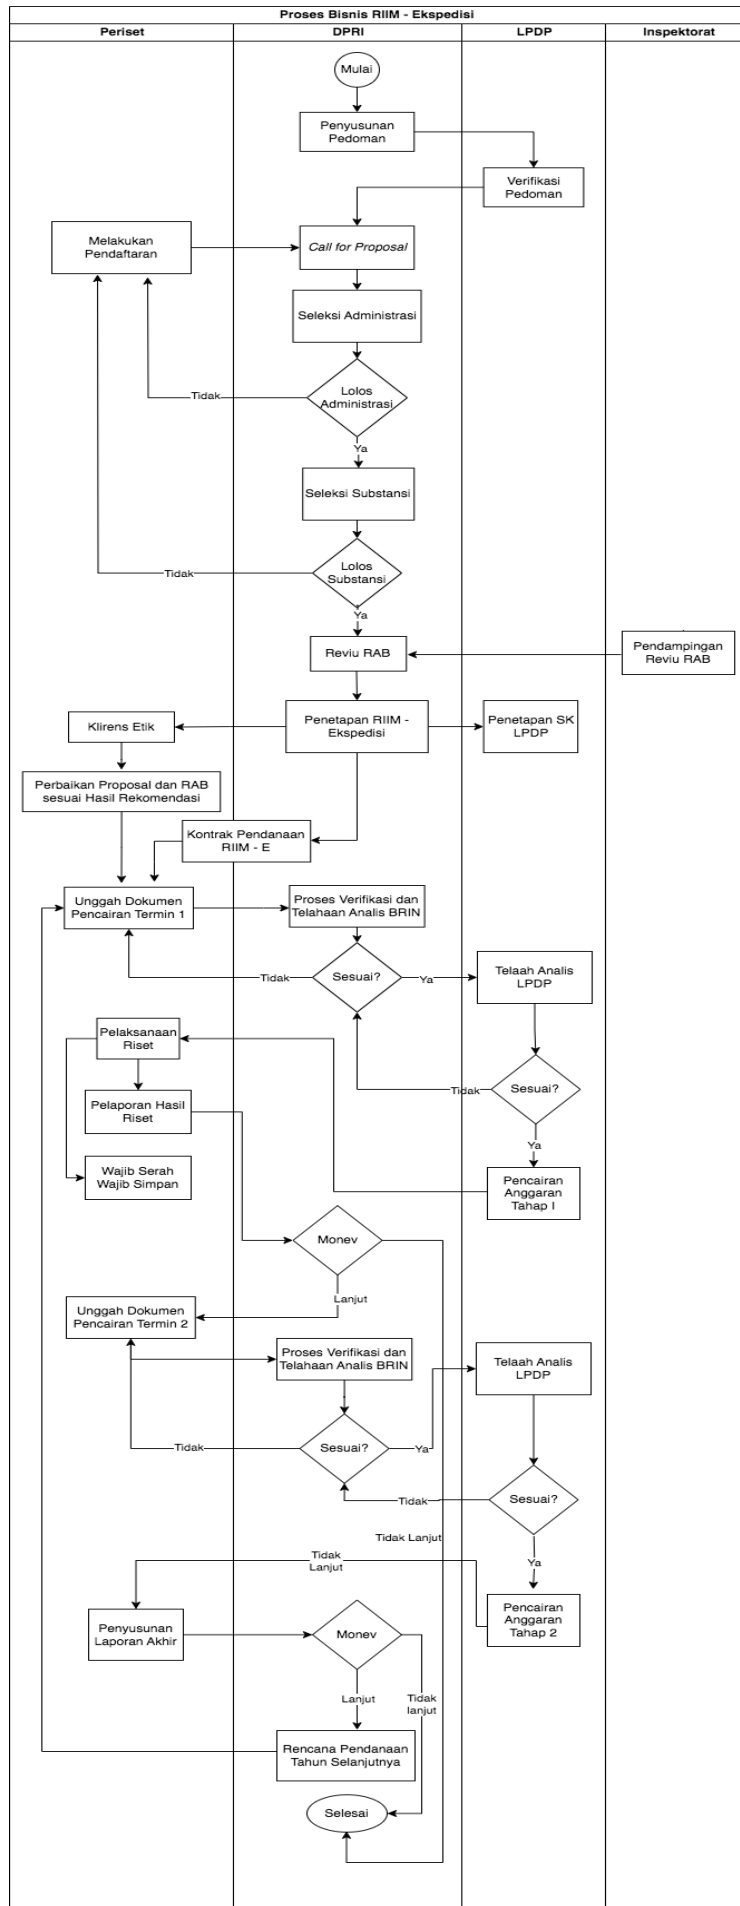 Proses Bisnis RIIM - Ekspedisi
Periset
DPRI
LPDP
Inspektorat
Mulai
Penyusunan
Pedoman
Verifikasi
Pedoman
Melakukan
Pendaftaran
Call for Proposal
Seleksi Administrasi
Lolos
Administrasi
Tidak
Ya
Seleksi Substansi
Lolos
Substansi
Tidak
Ya
Reviu RAB
Pendampingan
Reviu RAB
Klirens Etik
Penetapan RIIM -
Ekspedisi
Penetapan SK
LPDP
Perbaikan Proposal dan RAB
sesuai Hasil Rekomendasi
Kontrak Pendanaan
RIIM - E
Unggah Dokumen
Pencairan Termin 1
Proses Verifikasi dan
Telahaan Analis BRIN
Tidak
Sesuai?
Ya
Telaah Analis
LPDP
Pelaksanaan
Riset
Tidak
Sesuai?
Ya
Pelaporan Hasil
Riset
Wajib Serah
Wajib Simpan
Pencairan
Anggaran
Tahap I
Monev
Lanjut
Unggah Dokumen
Pencairan Termin 2
Proses Verifikasi dan
Telahaan Analis BRIN
Telaah Analis
LPDP
Tidak
Sesuai?
Ya
Tidak
Sesuai?
Tidak Lanjut
Ya
Tidak
Lanjut
Penyusunan
Laporan Akhir
Monev
Pencairan
Anggaran
Tahap 2
Lanjut
Tidak
lanjut
Rencana Pendanaan
Tahun Selanjutnya
Selesai